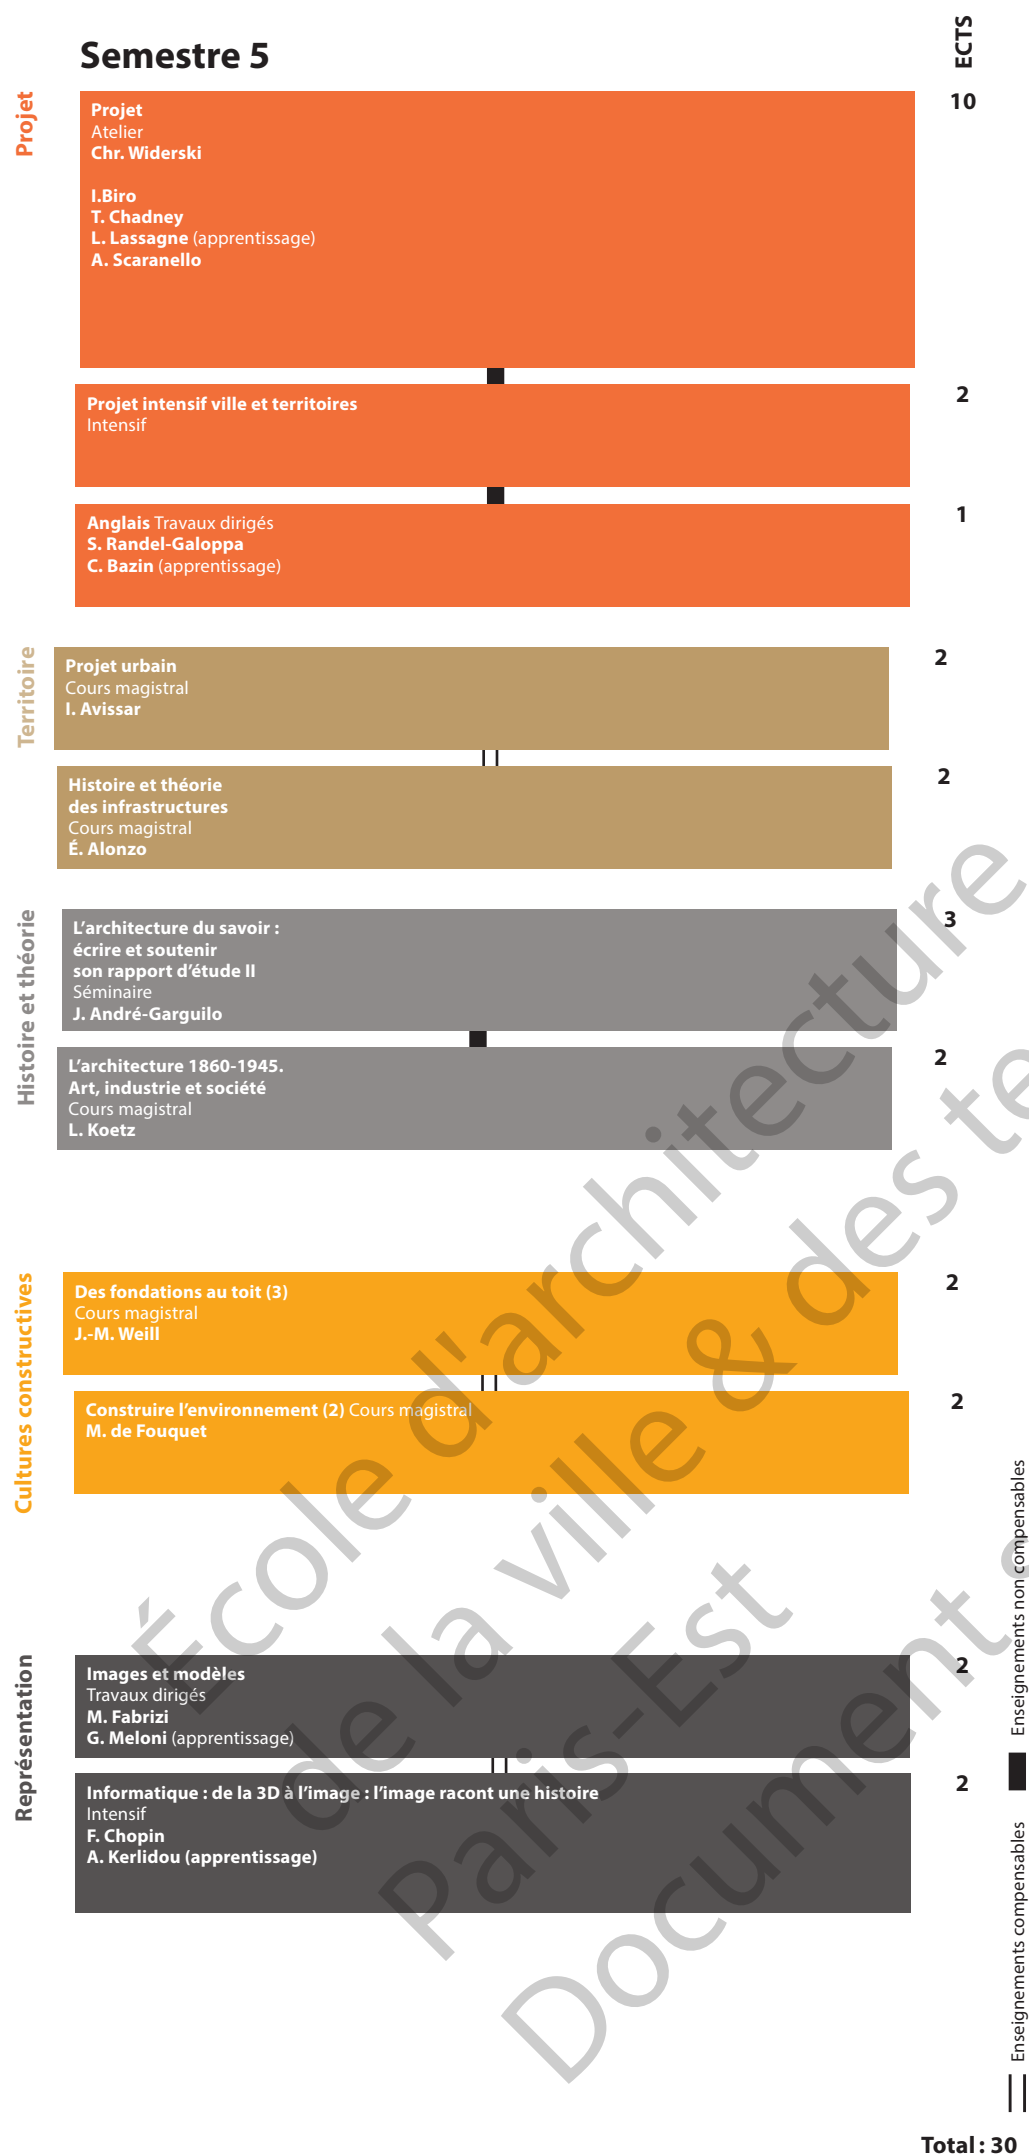 Semestre 5
ECTS
Projet
Projet
Atelier
Chr. Widerski
I.Biro
T. Chadney
L. Lassagne (apprentissage)
A. Scaranello
10
Projet intensif ville et territoires
Intensif
2
Anglais Travaux dirigés
S. Randel-Galoppa
C. Bazin (apprentissage)
1
Territoire
Projet urbain
Cours magistral
I. Avissar
2
Histoire et théorie
des infrastructures
Cours magistral
É. Alonzo
2
Histoire et théorie
L’architecture du savoir :
écrire et soutenir
son rapport d’étude II
Séminaire
J. André-Garguilo
3
L’architecture 1860-1945.
Art, industrie et société
Cours magistral
L. Koetz
2
Cultures constructives
Des fondations au toit (3)
Cours magistral
J.-M. Weill
2
Construire l’environnement (2) Cours magistral
M. de Fouquet
2
Représentation
Images et modèles
Travaux dirigés
M. Fabrizi
G. Meloni (apprentissage)
2
Informatique : de la 3D à l’image : l’image racont une histoire
Intensif
F. Chopin
A. Kerlidou (apprentissage)
2
Enseignements compensables
Enseignements non compensables
Total : 30
École d'architecture
de la ville & des te
Paris-Est
Document